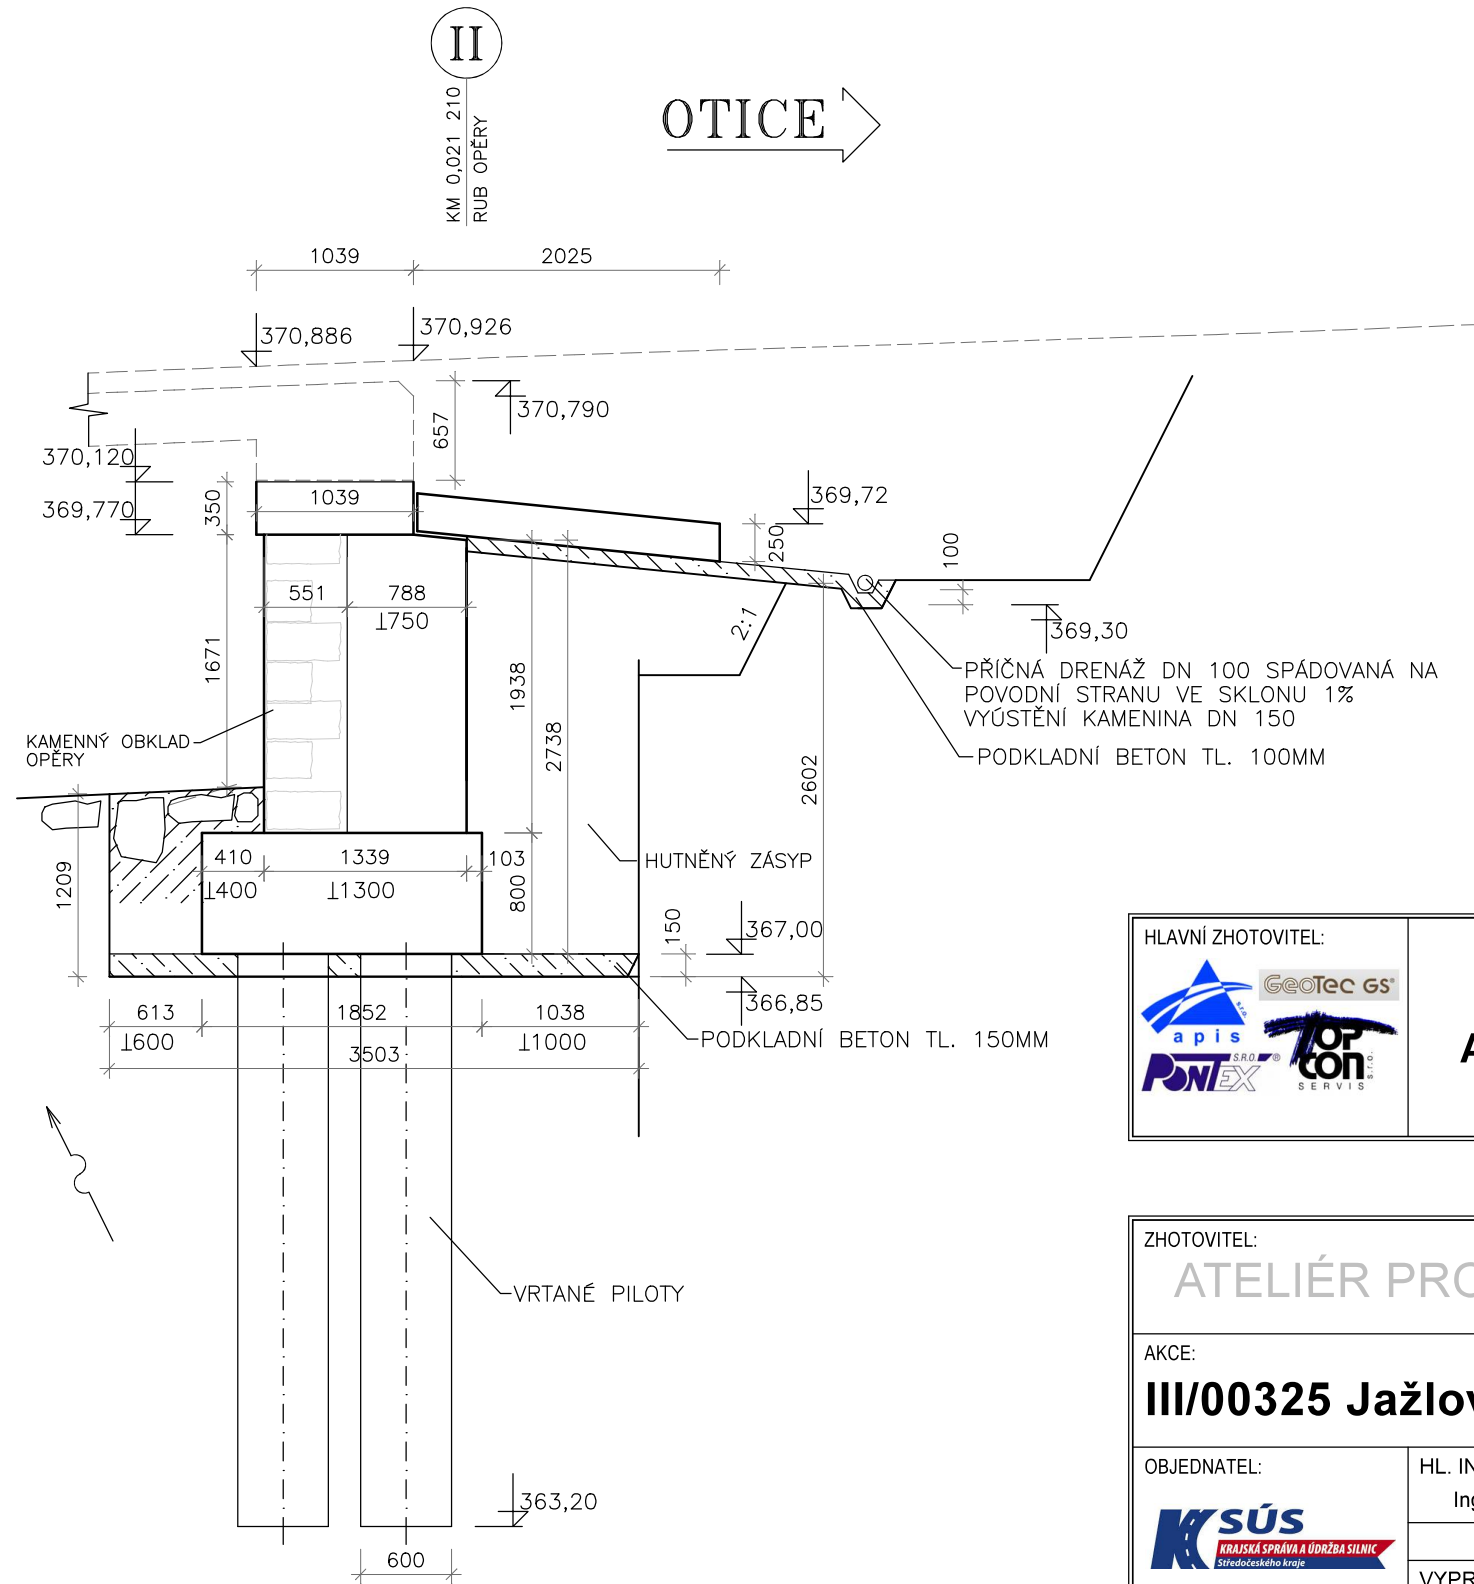 II
KM 0,021 210
RUB OPĚRY
OTICE
1039
2025
370,886
370,926
370,790
657
370,120
369,770
350
1039
369,72
250
100
551
788
⊥750
2:1
369,30
1671
1938
2738
2602
PŘÍČNÁ DRENÁŽ DN 100 SPÁDOVANÁ NA
POVODNÍ STRANU VE SKLONU 1%
VYÚSTĚNÍ KAMENINA DN 150
PODKLADNÍ BETON TL. 100MM
KAMENNÝ OBKLAD
OPĚRY
HUTNĚNÝ ZÁSYP
410
1339
103
⊥400
⊥1300
800
1209
150
367,00
366,85
613
1852
1038
⊥600
⊥1000
3503
PODKLADNÍ BETON TL. 150MM
VRTANÉ PILOTY
363,20
600
HLAVNÍ ZHOTOVITEL:
apis s.r.o.
GEOTEC GS®
PONTEX S.R.O. ®
TOPCON
SERVIS s.r.o.
A
ZHOTOVITEL:
ATELIÉR PRO
AKCE:
III/00325 Jažlov
OBJEDNATEL:
HL. IN
Ing
KSÚS
KRAJSKÁ SPRÁVA A ÚDRŽBA SILNIC
Středočeského kraje
VYPR